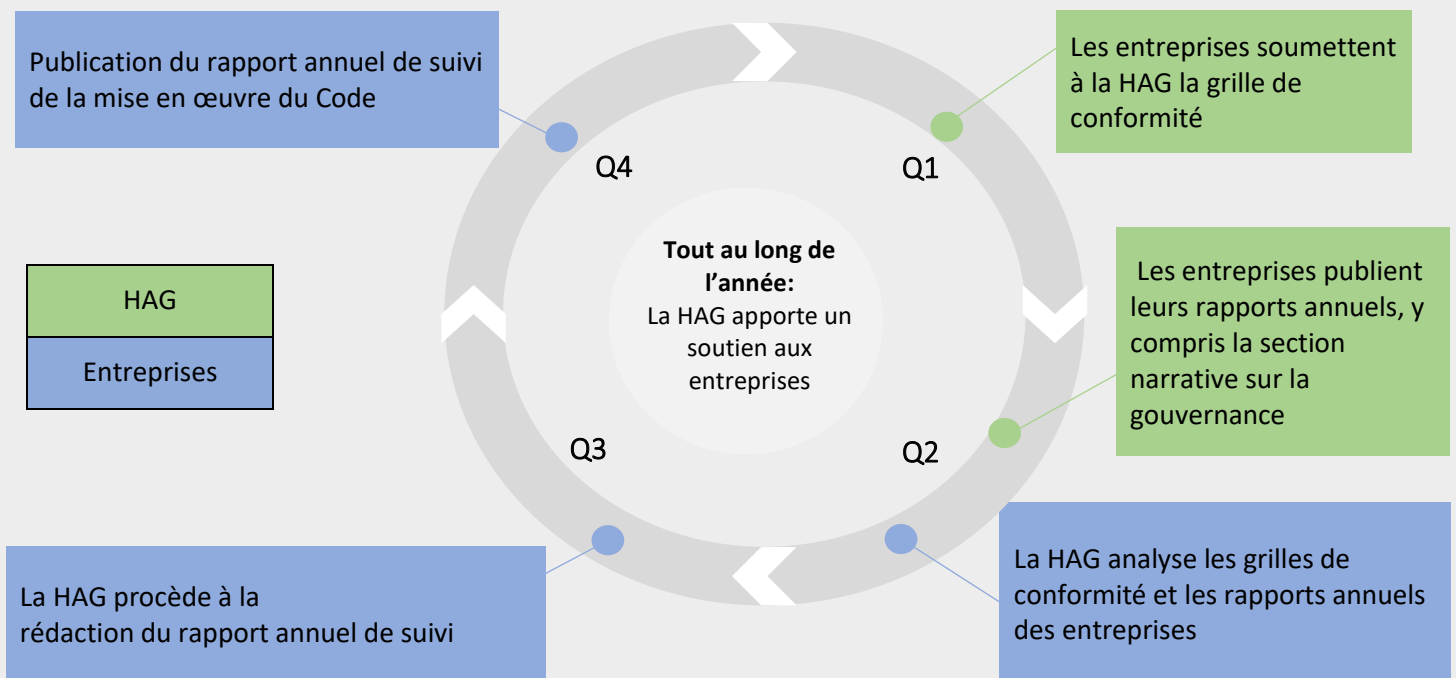 Publication du rapport annuel de suivi
de la mise en œuvre du Code
Les entreprises soumettent
à la HAG la grille de
conformité
Q4
Q1
Tout au long de
l’année:
La HAG apporte un
soutien aux
entreprises
HAG
Entreprises
Les entreprises publient
leurs rapports annuels, y
compris la section
narrative sur la
gouvernance
Q3
Q2
La HAG procède à la
rédaction du rapport annuel de suivi
La HAG analyse les grilles de
conformité et les rapports annuels
des entreprises